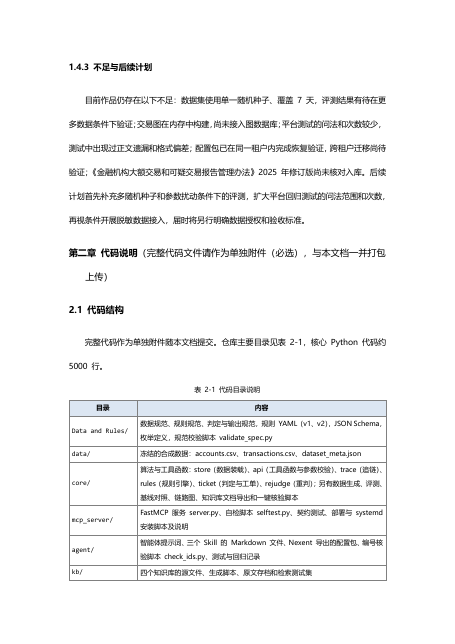 1.4.3 不足与后续计划
目前作品仍存在以下不足：数据集使用单一随机种子、覆盖 7 天，评测结果有待在更
多数据条件下验证；交易图在内存中构建，尚未接入图数据库；平台测试的问法和次数较少，
测试中出现过正文遗漏和格式偏差；配置包已在同一租户内完成恢复验证，跨租户迁移尚待
验证；《金融机构大额交易和可疑交易报告管理办法》2025 年修订版尚未核对入库。后续
计划首先补充多随机种子和参数扰动条件下的评测，扩大平台回归测试的问法范围和次数，
再视条件开展脱敏数据接入，届时将另行明确数据授权和验收标准。
第二章 代码说明（完整代码文件请作为单独附件（必选），与本文档一并打包
上传）
2.1 代码结构
完整代码作为单独附件随本文档提交。仓库主要目录见表 2-1，核心 Python 代码约
5000 行。
表 2-1 代码目录说明
目录 内容
Data and Rules/ 数据规范、规则规范、判定与输出规范、规则 YAML（v1、v2）、JSON Schema、
枚举定义，规范校验脚本 validate_spec.py
data/ 冻结的合成数据：accounts.csv、transactions.csv、dataset_meta.json
core/ 算法与工具函数：store（数据装载）、api（工具函数与参数校验）、trace（追链）、
rules（规则引擎）、ticket（判定与工单）、rejudge（重判）；另有数据生成、评测、
基线对照、链路图、知识库文档导出和一键核验脚本
mcp_server/ FastMCP 服务 server.py、自检脚本 selftest.py、契约测试、部署与 systemd
安装脚本及说明
agent/ 智能体提示词、三个 Skill 的 Markdown 文件、Nexent 导出的配置包、编号核
验脚本 check_ids.py、测试与回归记录
kb/ 四个知识库的源文件、生成脚本、原文存档和检索测试集